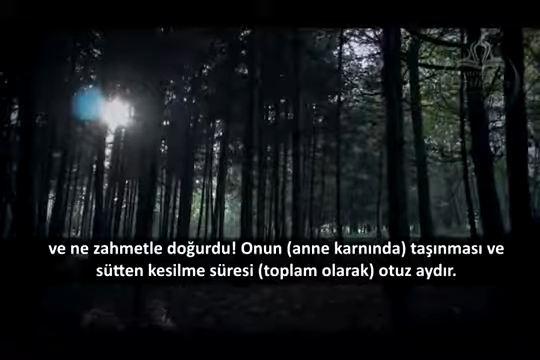 ve ne zahmetle doğurdu! Onun (anne karnında) taşınması ve
sütten kesilme süresi (toplam olarak) otuz aydır.